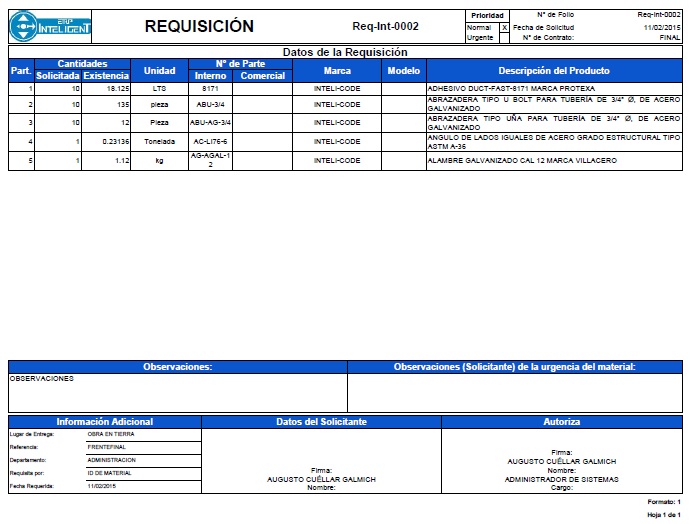 ERP
INTELIGENT
REQUISICIÓN
Req-Int-0002
Prioridad
Normal X
Urgente
N° de Folio Req-Int-0002
Fecha de Solicitud 11/02/2015
N° de Contrato: FINAL
Datos de la Requisición
Part. Cantidades Unidad N° de Parte Marca Modelo Descripción del Producto
Solicitada Existencia Interno Comercial
1 10 18.125 LTS 8171 INTELI-CODE ADHESIVO DUCT-FAST-8171 MARCA PROTEXA
2 10 135 pieza ABU-3/4 INTELI-CODE ABRAZADERA TIPO U BOLT PARA TUBERÍA DE 3/4" Ø, DE ACERO
GALVANIZADO
3 10 12 Pieza ABU-AG-3/4 INTELI-CODE ABRAZADERA TIPO UÑA PARA TUBERÍA DE 3/4" Ø, DE ACERO
GALVANIZADO
4 1 0.23136 Tonelada AC-LI76-6 INTELI-CODE ANGULO DE LADOS IGUALES DE ACERO GRADO ESTRUCTURAL TIPO
ASTM A-36
5 1 1.12 kg AG-AGAL-1
2 INTELI-CODE ALAMBRE GALVANIZADO CAL 12 MARCA VILLACERO
Observaciones:
OBSERVACIONES
Observaciones (Solicitante) de la urgencia del material:
Información Adicional
Lugar de Entrega: OBRA EN TIERRA
Referencia: FRENTEFINAL
Departamento: ADMINISTRACION
Requisita por: ID DE MATERIAL
Fecha Requerida: 11/02/2015
Datos del Solicitante
Firma:
AUGUSTO CUÉLLAR GALMICH
Nombre:
Autoriza
Firma:
AUGUSTO CUÉLLAR GALMICH
Nombre:
ADMINISTRADOR DE SISTEMAS
Cargo:
Formato: 1
Hoja 1 de 1